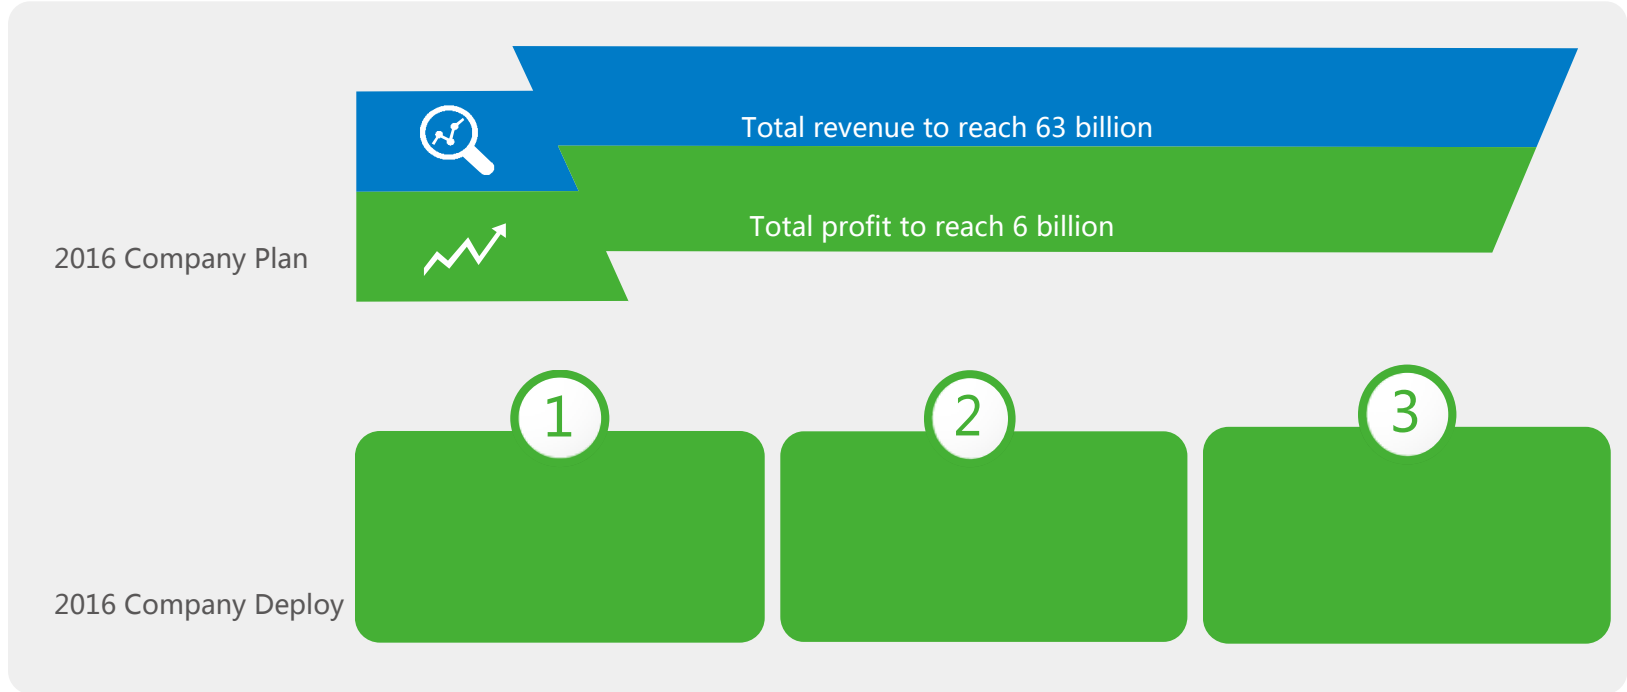 Total revenue to reach 63 billion
Total profit to reach 6 billion
2016 Company Plan
1
2
3
2016 Company Deploy